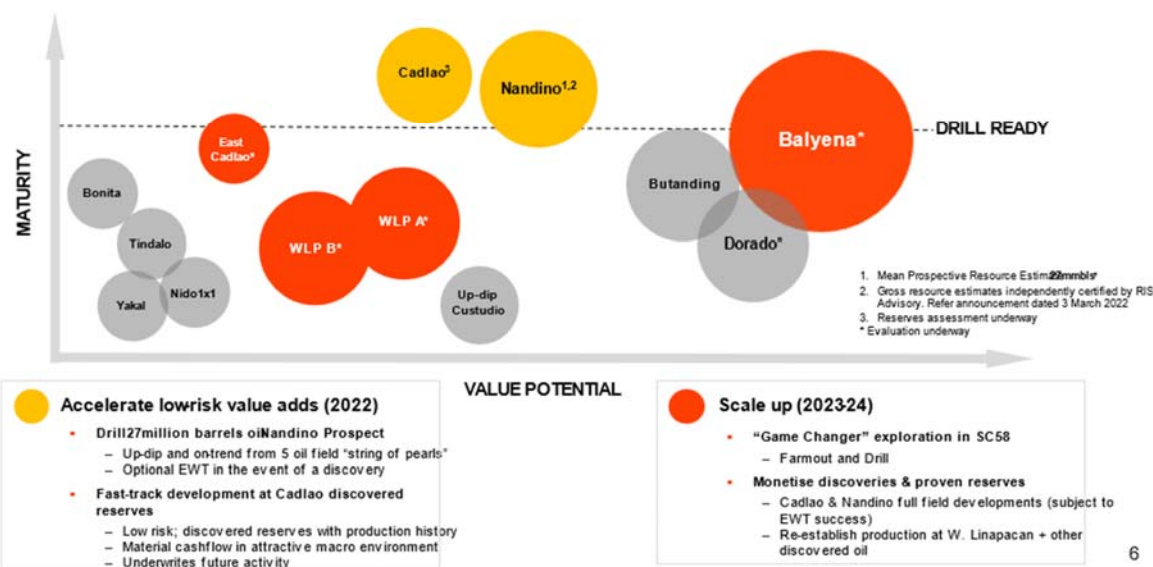 Cadlao3
Nandino1,2
Balyena*
DRILL READY
East
Cadlao*
Bonita
Butanding
WLP A*
Tindalo
WLP B*
Dorado*
Yakal
Nido1x1
Up-dip
Custudio
MATURITY
1. Mean Prospective Resource
2. Gross resource estimates independently certified by RIS
Advisory. Refer announcement dated 3 March 2022
3. Reserves assessment underway
* Evaluation underway
VALUE POTENTIAL
Accelerate lowrisk value adds (2022)
Drill27million barrels oilNandino Prospect
– Up-dip and on-trend from 5 oil field "string of pearls"
– Optional EWT in the event of a discovery
Fast-track development at Cadlao discovered
reserves
– Low risk; discovered reserves with production history
– Material cashflow in attractive macro environment
– Underwrites future activity
Scale up (202324)
"Game Changer" exploration in SC58
– Farmout and Drill
Monetise discoveries & proven reserves
– Cadlao & Nandino full field developments (subject to
EWT success)
– Re-establish production at W. Linapacan + other
discovered oil
6